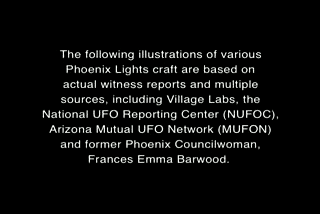 The following illustrations of various
Phoenix Lights craft are based on
actual witness reports and multiple
sources, including Village Labs, the
National UFO Reporting Center (NUFOC),
Arizona Mutual UFO Network (MUFON)
and former Phoenix Councilwoman,
Frances Emma Barwood.